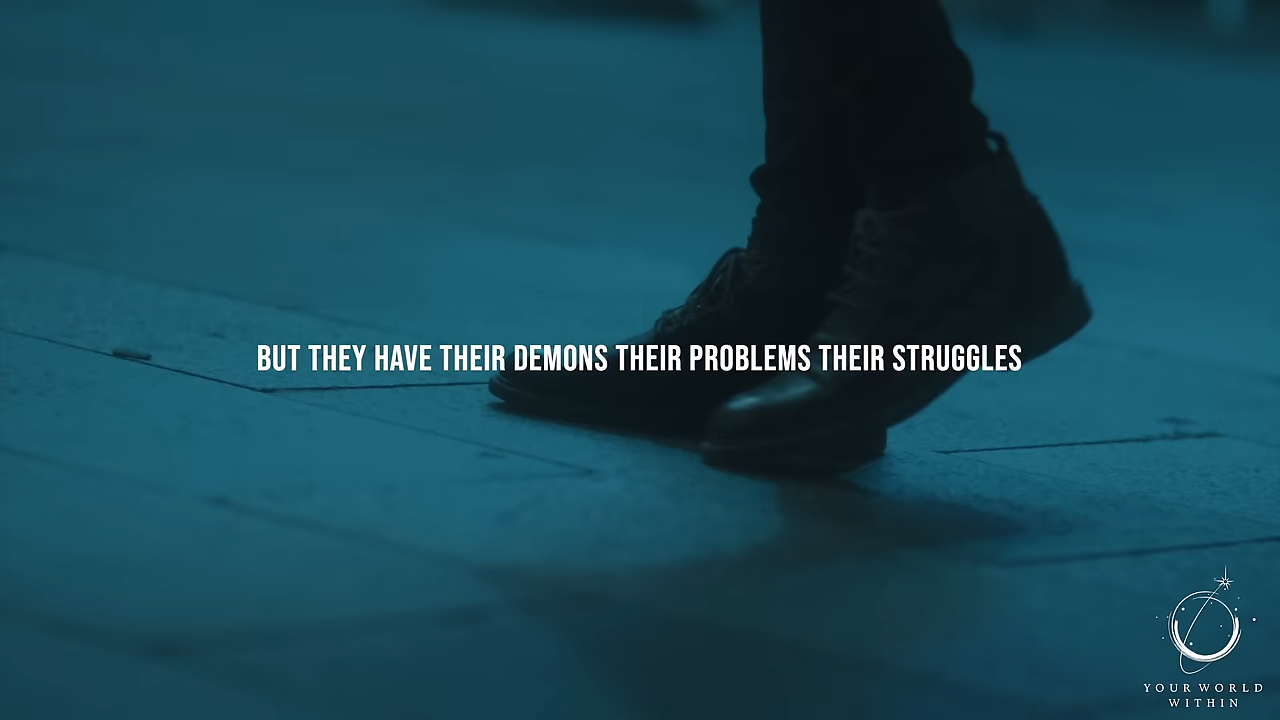 BUT THEY HAVE THEIR DEMONS THEIR PROBLEMS THEIR STRUGGLES
YOUR WORLD
WITHIN